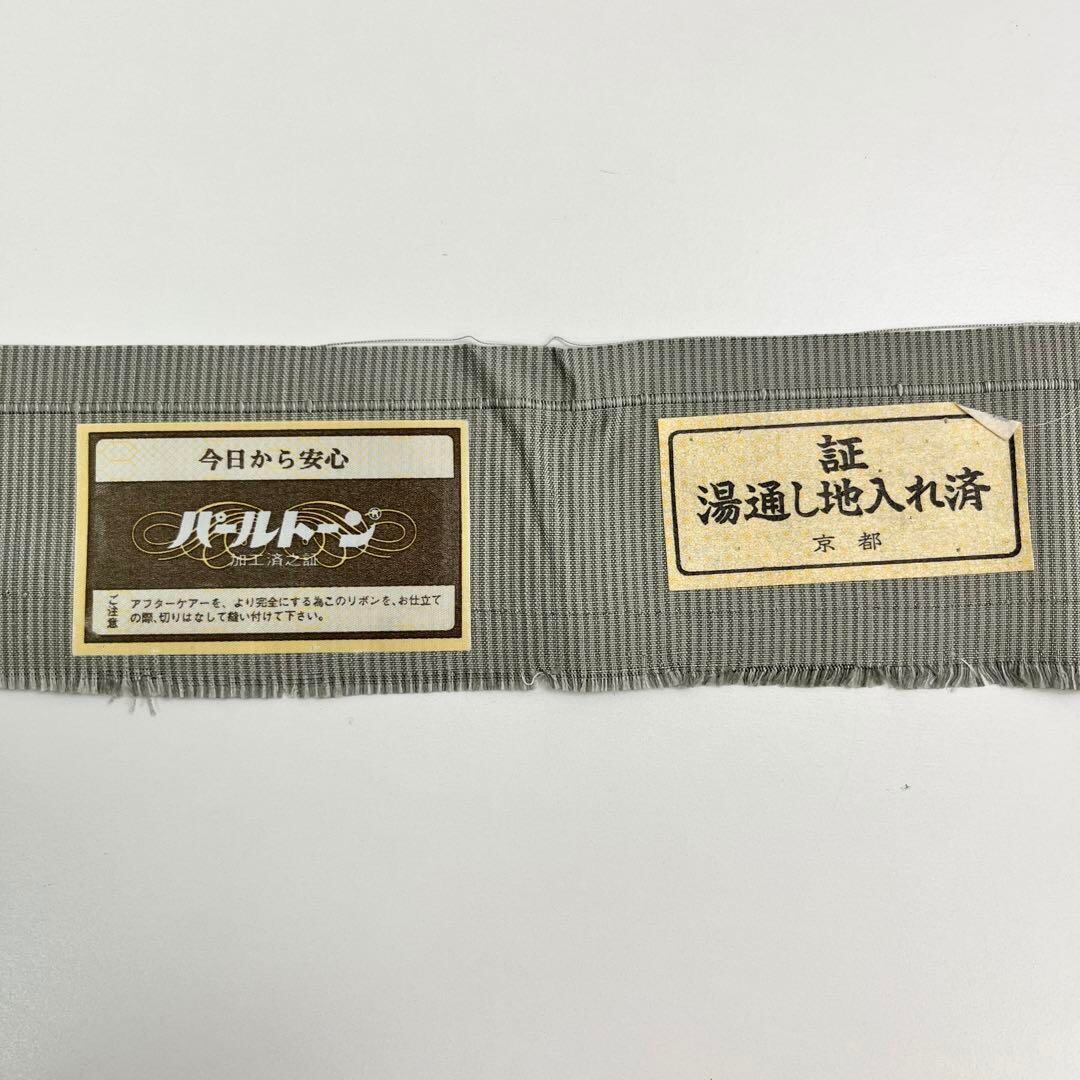 今日から安心
パールトーン®
加工済之証
ご注意
アフターケアーを、より完全にする為このリボンを、お仕立て
の際、切りはなして縫い付けて下さい。
証
湯通し地入れ済
京都